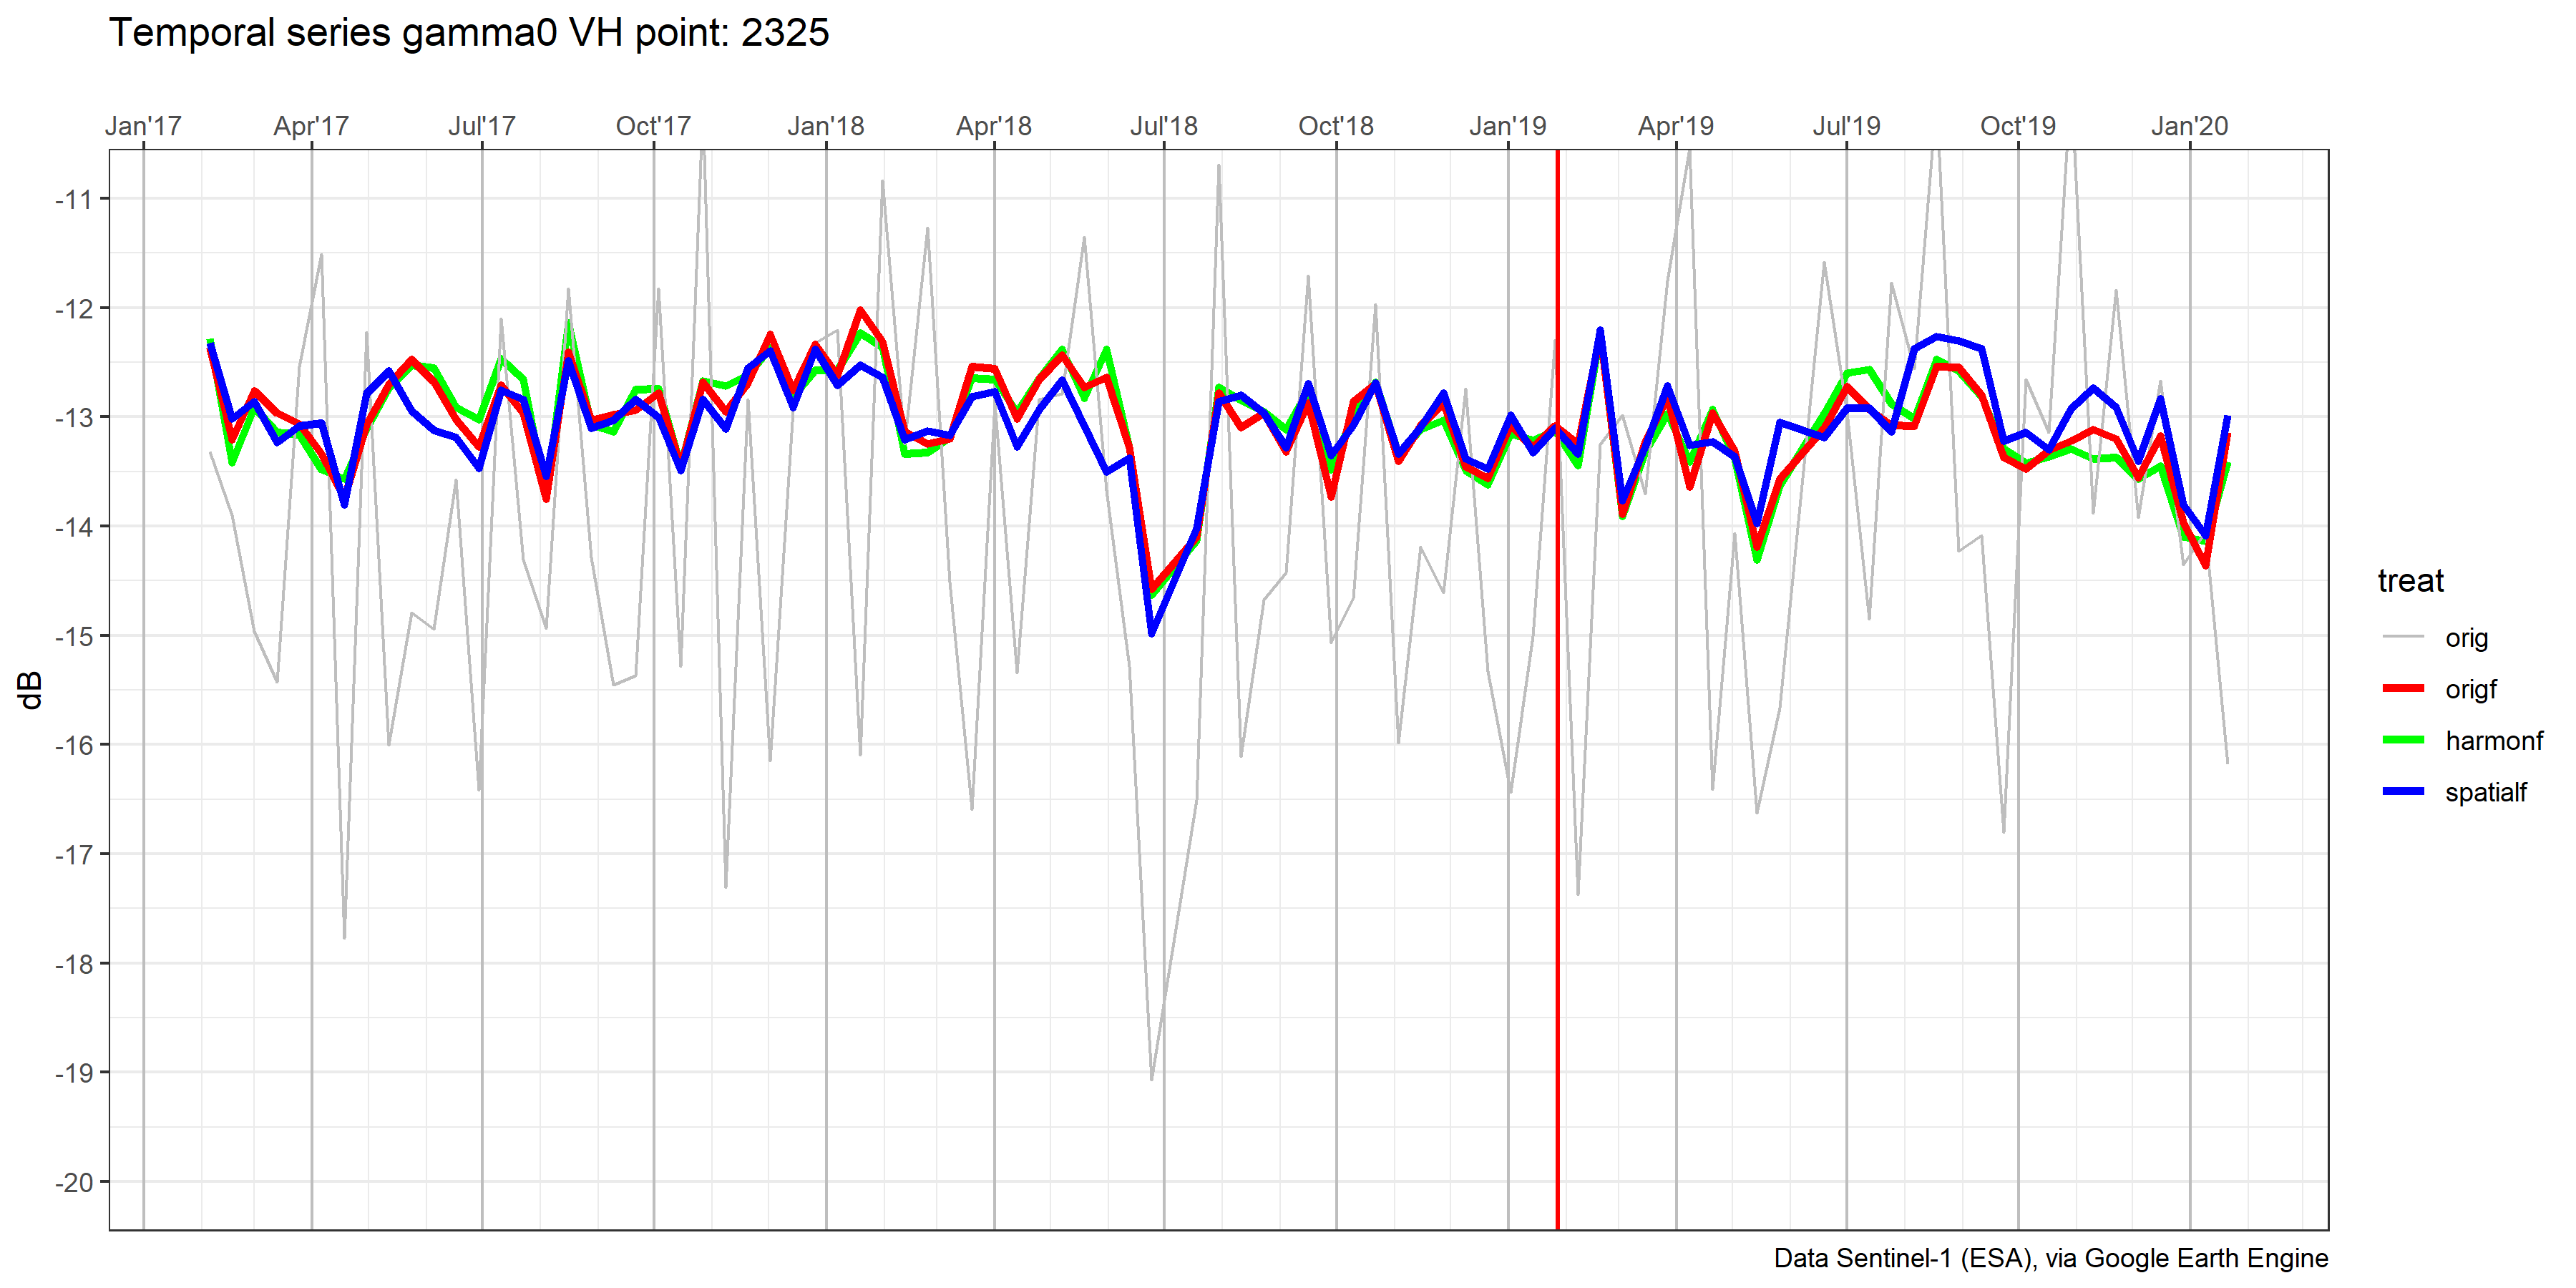 Temporal series gamma0 VH point: 2325
Jan'17 Apr'17 Jul'17 Oct'17 Jan'18 Apr'18 Jul'18 Oct'18 Jan'19 Apr'19 Jul'19 Oct'19 Jan'20
-11
-12
-13
-14
-15
-16
-17
-18
-19
-20
dB
treat
orig
origf
harmonf
spatialf
Data Sentinel-1 (ESA), via Google Earth Engine